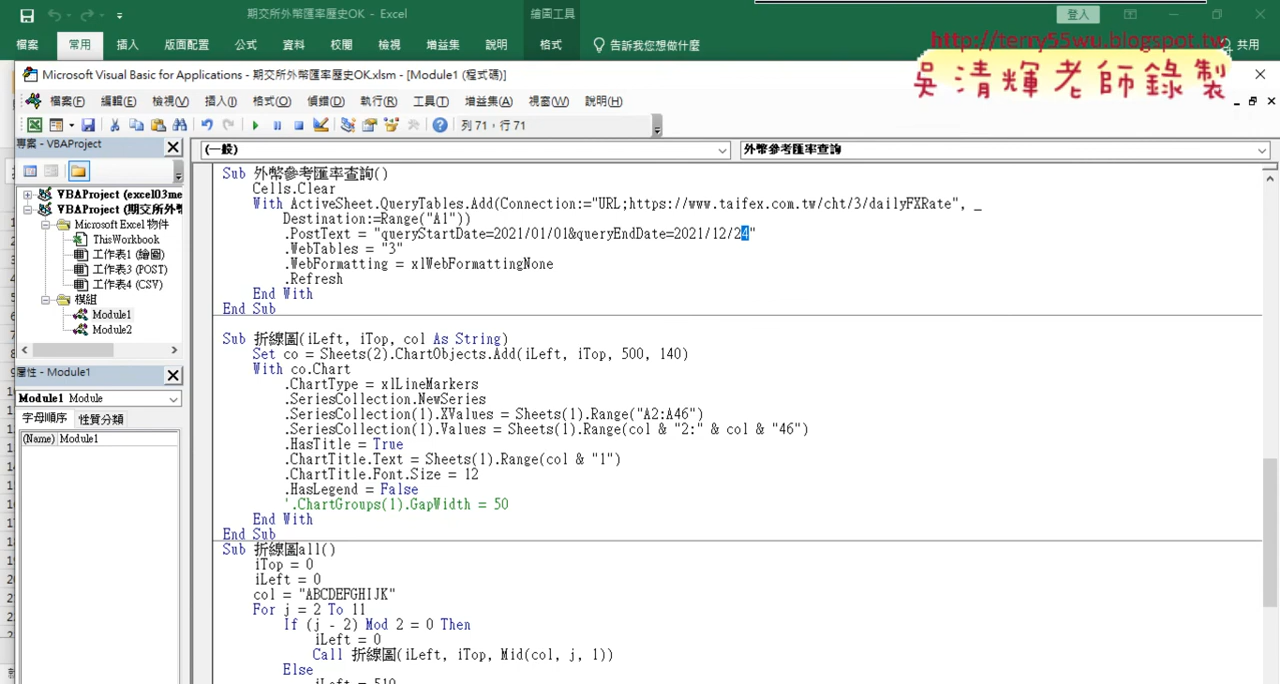 期交所外幣匯率歷史OK - Excel
繪圖工具
登入
檔案 常用 插入 版面配置 公式 資料 校閱 檢視 增益集 說明 格式 告訴我您想做什麼 共用
http://terry55wu.blogspot.tw
吳清輝老師錄製
Microsoft Visual Basic for Applications - 期交所外幣匯率歷史OK.xlsm - [Module1 (程式碼)]
檔案(F) 編輯(E) 檢視(V) 插入(I) 格式(O) 偵錯(D) 執行(R) 工具(T) 增益集(A) 視窗(W) 說明(H)
列 71，行 71
專案 - VBAProject
(一般)
外幣參考匯率查詢
VBAProject (excel03me
VBAProject (期交所外幣
Microsoft Excel 物件
ThisWorkbook
工作表1 (繪圖)
工作表3 (POST)
工作表4 (CSV)
模組
Module1
Module2
屬性 - Module1
Module1 Module
字母順序 性質分類
(Name) Module1
Sub 外幣參考匯率查詢()
Cells.Clear
With ActiveSheet.QueryTables.Add(Connection:="URL;https://www.taifex.com.tw/cht/3/dailyFXRate", _
Destination:=Range("A1"))
.PostText = "queryStartDate=2021/01/01&queryEndDate=2021/12/24"
.WebTables = "3"
.WebFormatting = xlWebFormattingNone
.Refresh
End With
End Sub
Sub 折線圖(iLeft, iTop, col As String)
Set co = Sheets(2).ChartObjects.Add(iLeft, iTop, 500, 140)
With co.Chart
.ChartType = xlLineMarkers
.SeriesCollection.NewSeries
.SeriesCollection(1).XValues = Sheets(1).Range("A2:A46")
.SeriesCollection(1).Values = Sheets(1).Range(col & "2:" & col & "46")
.HasTitle = True
.ChartTitle.Text = Sheets(1).Range(col & "1")
.ChartTitle.Font.Size = 12
.HasLegend = False
'.ChartGroups(1).GapWidth = 50
End With
End Sub
Sub 折線圖all()
iTop = 0
iLeft = 0
col = "ABCDEFGHIJK"
For j = 2 To 11
If (j - 2) Mod 2 = 0 Then
iLeft = 0
Call 折線圖(iLeft, iTop, Mid(col, j, 1))
Else
iLeft = 510